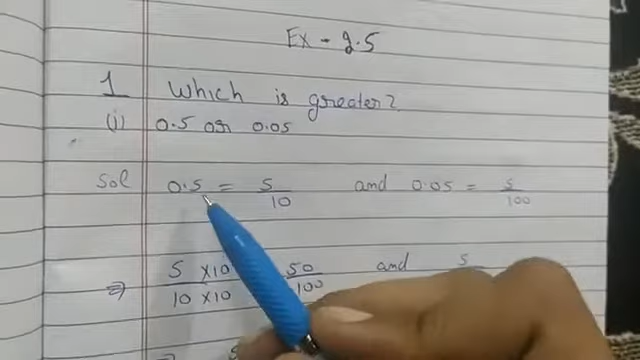 Ex - 2.5
1 Which is greater?
(i) 0.5 or 0.05
Sol 0.5 = 5/10 and 0.05 = 5/100
⇒ 5 × 10 / 10 × 10 50/100 and 5